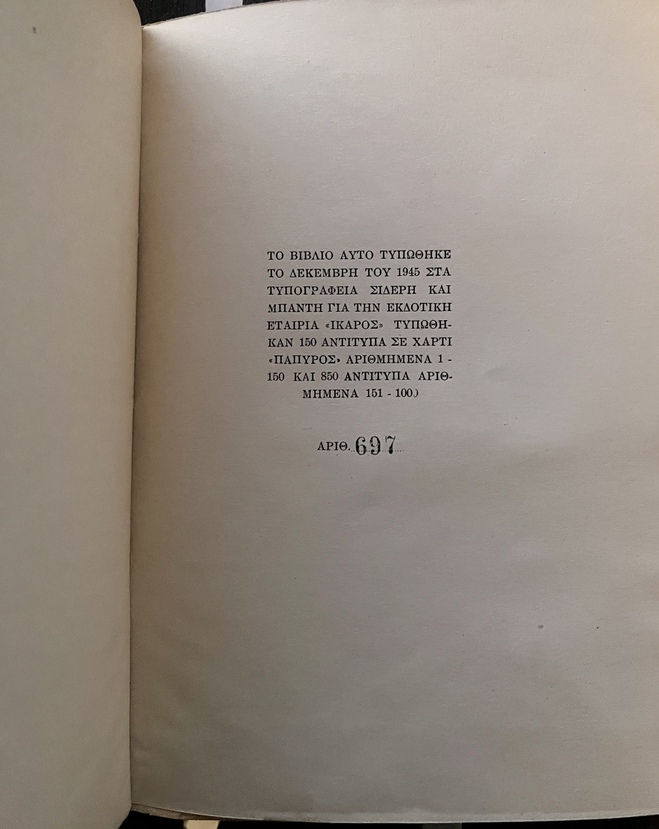 ΤΟ ΒΙΒΛΙΟ ΑΥΤΟ ΤΥΠΩΘΗΚΕ
ΤΟ ΔΕΚΕΜΒΡΗ ΤΟΥ 1945 ΣΤΑ
ΤΥΠΟΓΡΑΦΕΙΑ ΣΙΔΕΡΗ ΚΑΙ
ΜΠΑΝΤΗ ΓΙΑ ΤΗΝ ΕΚΔΟΤΙΚΗ
ΕΤΑΙΡΙΑ «ΙΚΑΡΟΣ» ΤΥΠΩΘΗ-
ΚΑΝ 150 ΑΝΤΙΤΥΠΑ ΣΕ ΧΑΡΤΙ
«ΠΑΠΥΡΟΣ» ΑΡΙΘΜΗΜΕΝΑ 1 -
150 ΚΑΙ 850 ΑΝΤΙΤΥΠΑ ΑΡΙΘ-
ΜΗΜΕΝΑ 151 - 100)
ΑΡΙΘ. 697